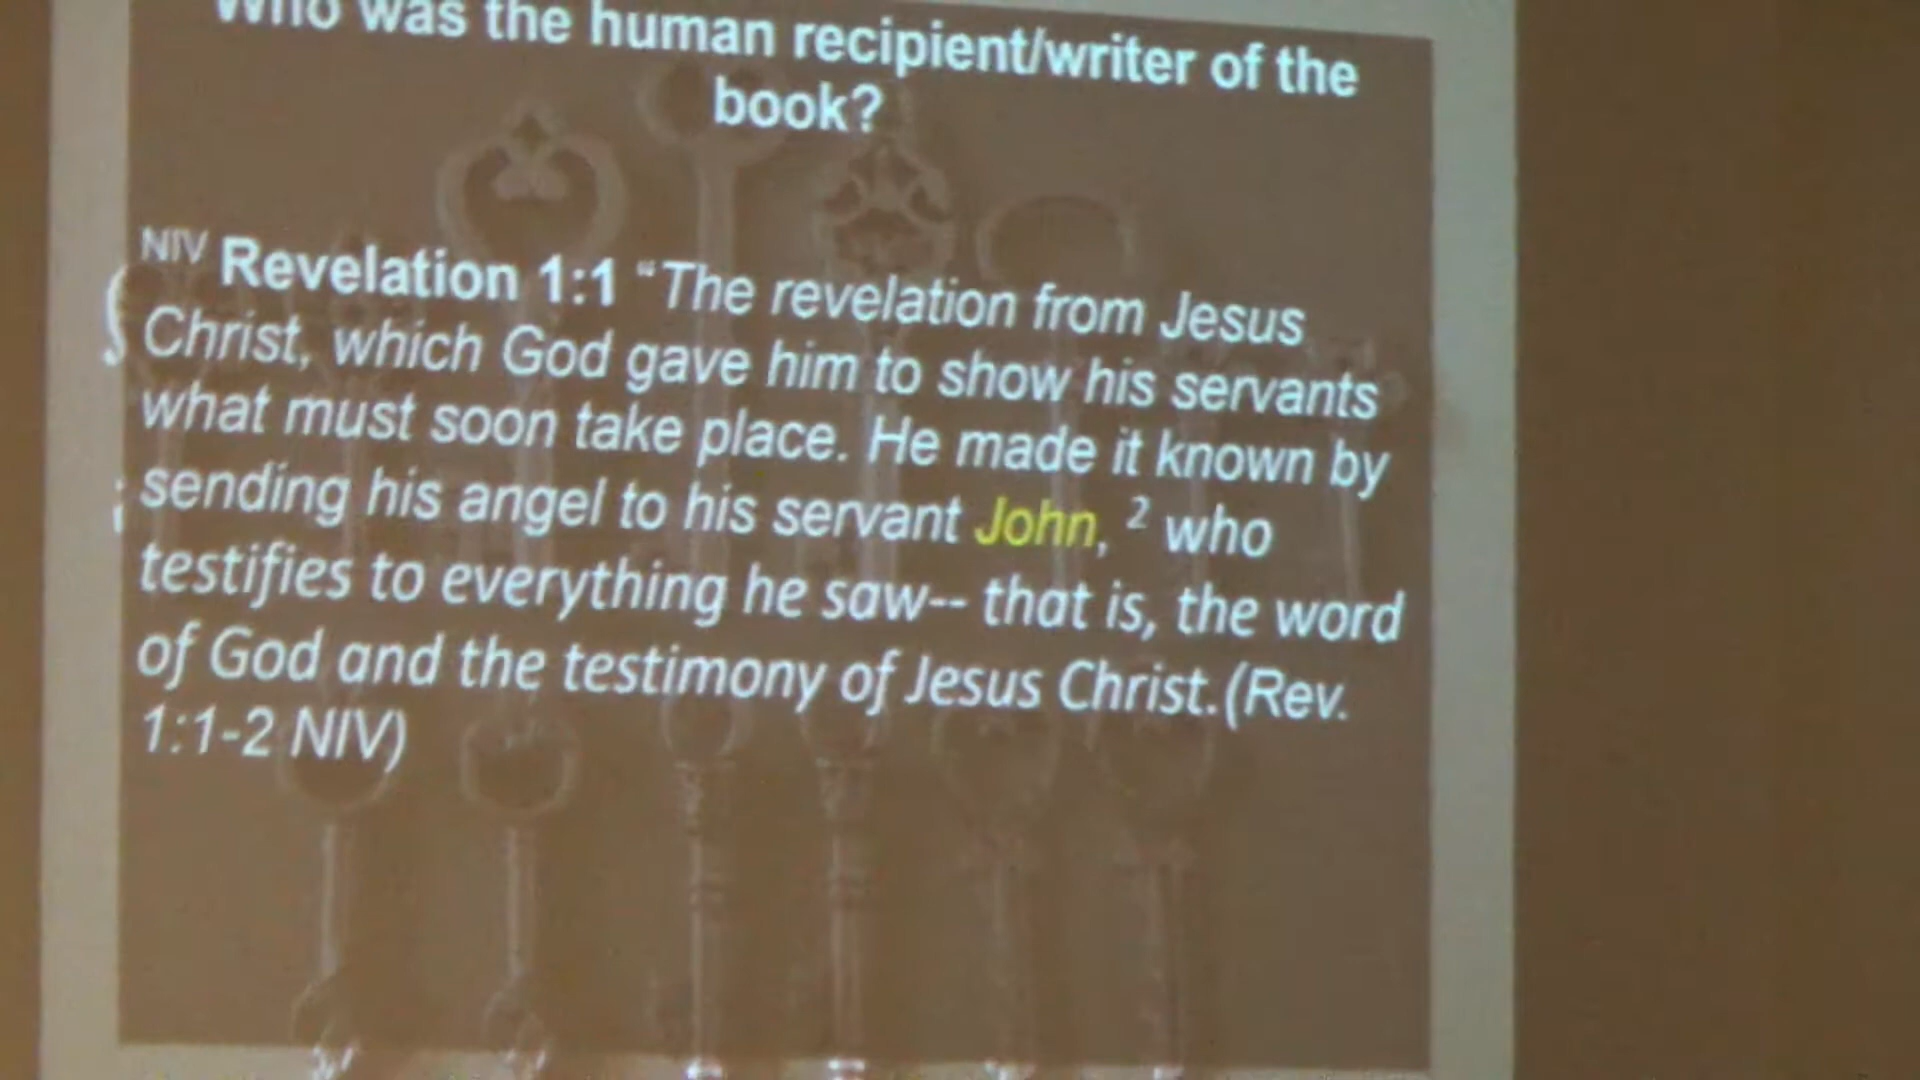 Who was the human recipient/writer of the
book?
NIV Revelation 1:1 “The revelation from Jesus
Christ, which God gave him to show his servants
what must soon take place. He made it known by
sending his angel to his servant John, 2 who
testifies to everything he saw-- that is, the word
of God and the testimony of Jesus Christ.(Rev.
1:1-2 NIV)